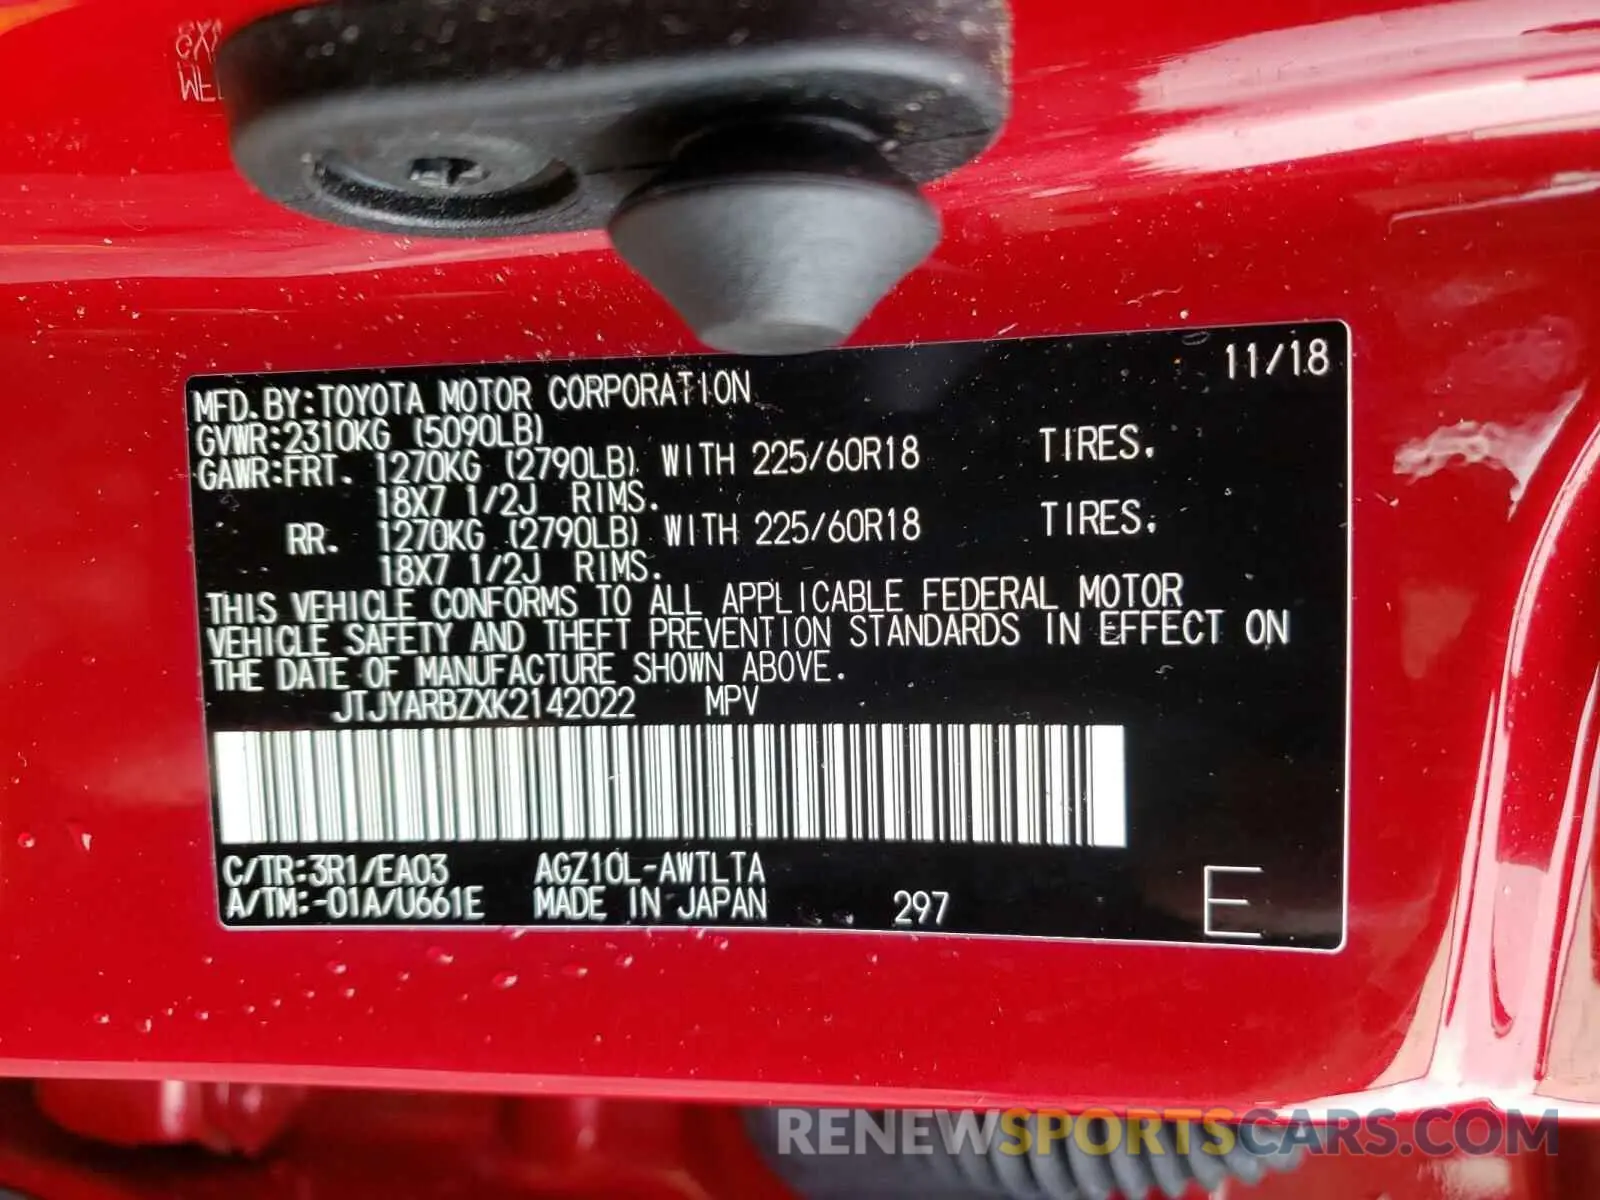 11/18
MFD. BY:TOYOTA MOTOR CORPORATION
GVWR:2310KG (5090LB)
GAWR:FRT. 1270KG (2790LB) WITH 225/60R18 TIRES.
18X7 1/2J RIMS.
RR. 1270KG (2790LB) WITH 225/60R18 TIRES.
18X7 1/2J RIMS.
THIS VEHICLE CONFORMS TO ALL APPLICABLE FEDERAL MOTOR
VEHICLE SAFETY AND THEFT PREVENTION STANDARDS IN EFFECT ON
THE DATE OF MANUFACTURE SHOWN ABOVE.
JTJYARBZXK2142022 MPV
C/TR:3R1/EA03 AGZ10L-AWTLTA
A/TM:-01A/U661E MADE IN JAPAN 297 E
RENEWSPORTSCARS.COM